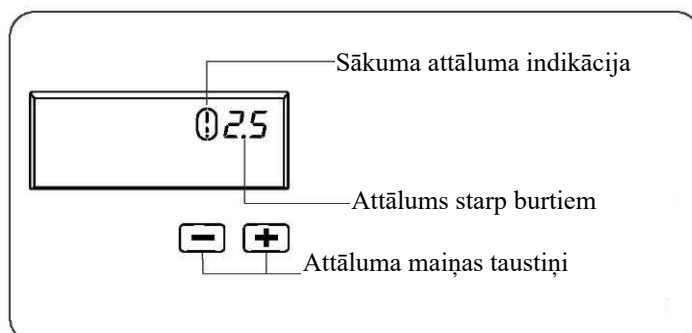 Sākuma attāluma indikācija
2.5
Attālums starp burtiem
Attāluma maiņas taustiņi